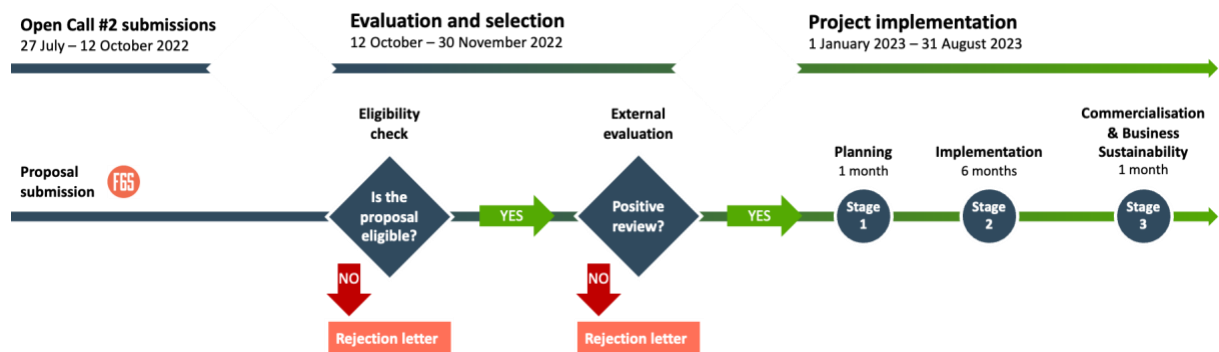 Open Call #2 submissions
27 July – 12 October 2022
Evaluation and selection
12 October – 30 November 2022
Project implementation
1 January 2023 – 31 August 2023
Proposal
submission
F6S
Eligibility
check
Is the
proposal
eligible?
YES
NO
Rejection letter
External
evaluation
Positive
review?
YES
NO
Rejection letter
Planning
1 month
Stage
1
Implementation
6 months
Stage
2
Commercialisation
& Business
Sustainability
1 month
Stage
3